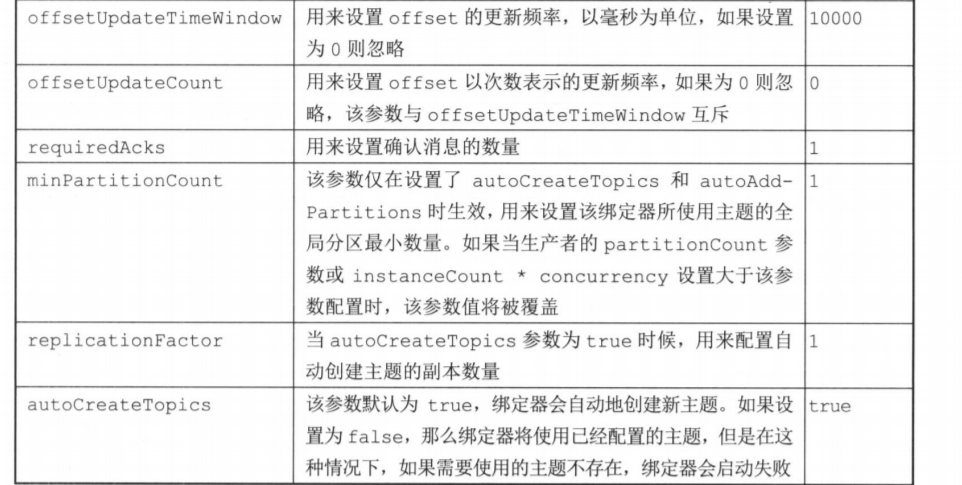 offsetUpdateTimeWindow 用来设置 offset 的更新频率，以毫秒为单位，如果设置 10000
为 0 则忽略
offsetUpdateCount 用来设置 offset 以次数表示的更新频率，如果为 0 则忽 0
略，该参数与 offsetUpdateTimeWindow 互斥
requiredAcks 用来设置确认消息的数量 1
minPartitionCount 该参数仅在设置了 autoCreateTopics 和 autoAdd- 1
Partitions 时生效，用来设置该绑定器所使用主题的全
局分区最小数量。如果当生产者的 partitionCount 参
数或 instanceCount * concurrency 设置大于该参
数配置时，该参数值将被覆盖
replicationFactor 当 autoCreateTopics 参数为 true 时候，用来配置自 1
动创建主题的副本数量
autoCreateTopics 该参数默认为 true，绑定器会自动地创建新主题。如果设 true
置为 false，那么绑定器将使用已经配置的主题，但是在这
种情况下，如果需要使用的主题不存在，绑定器会启动失败